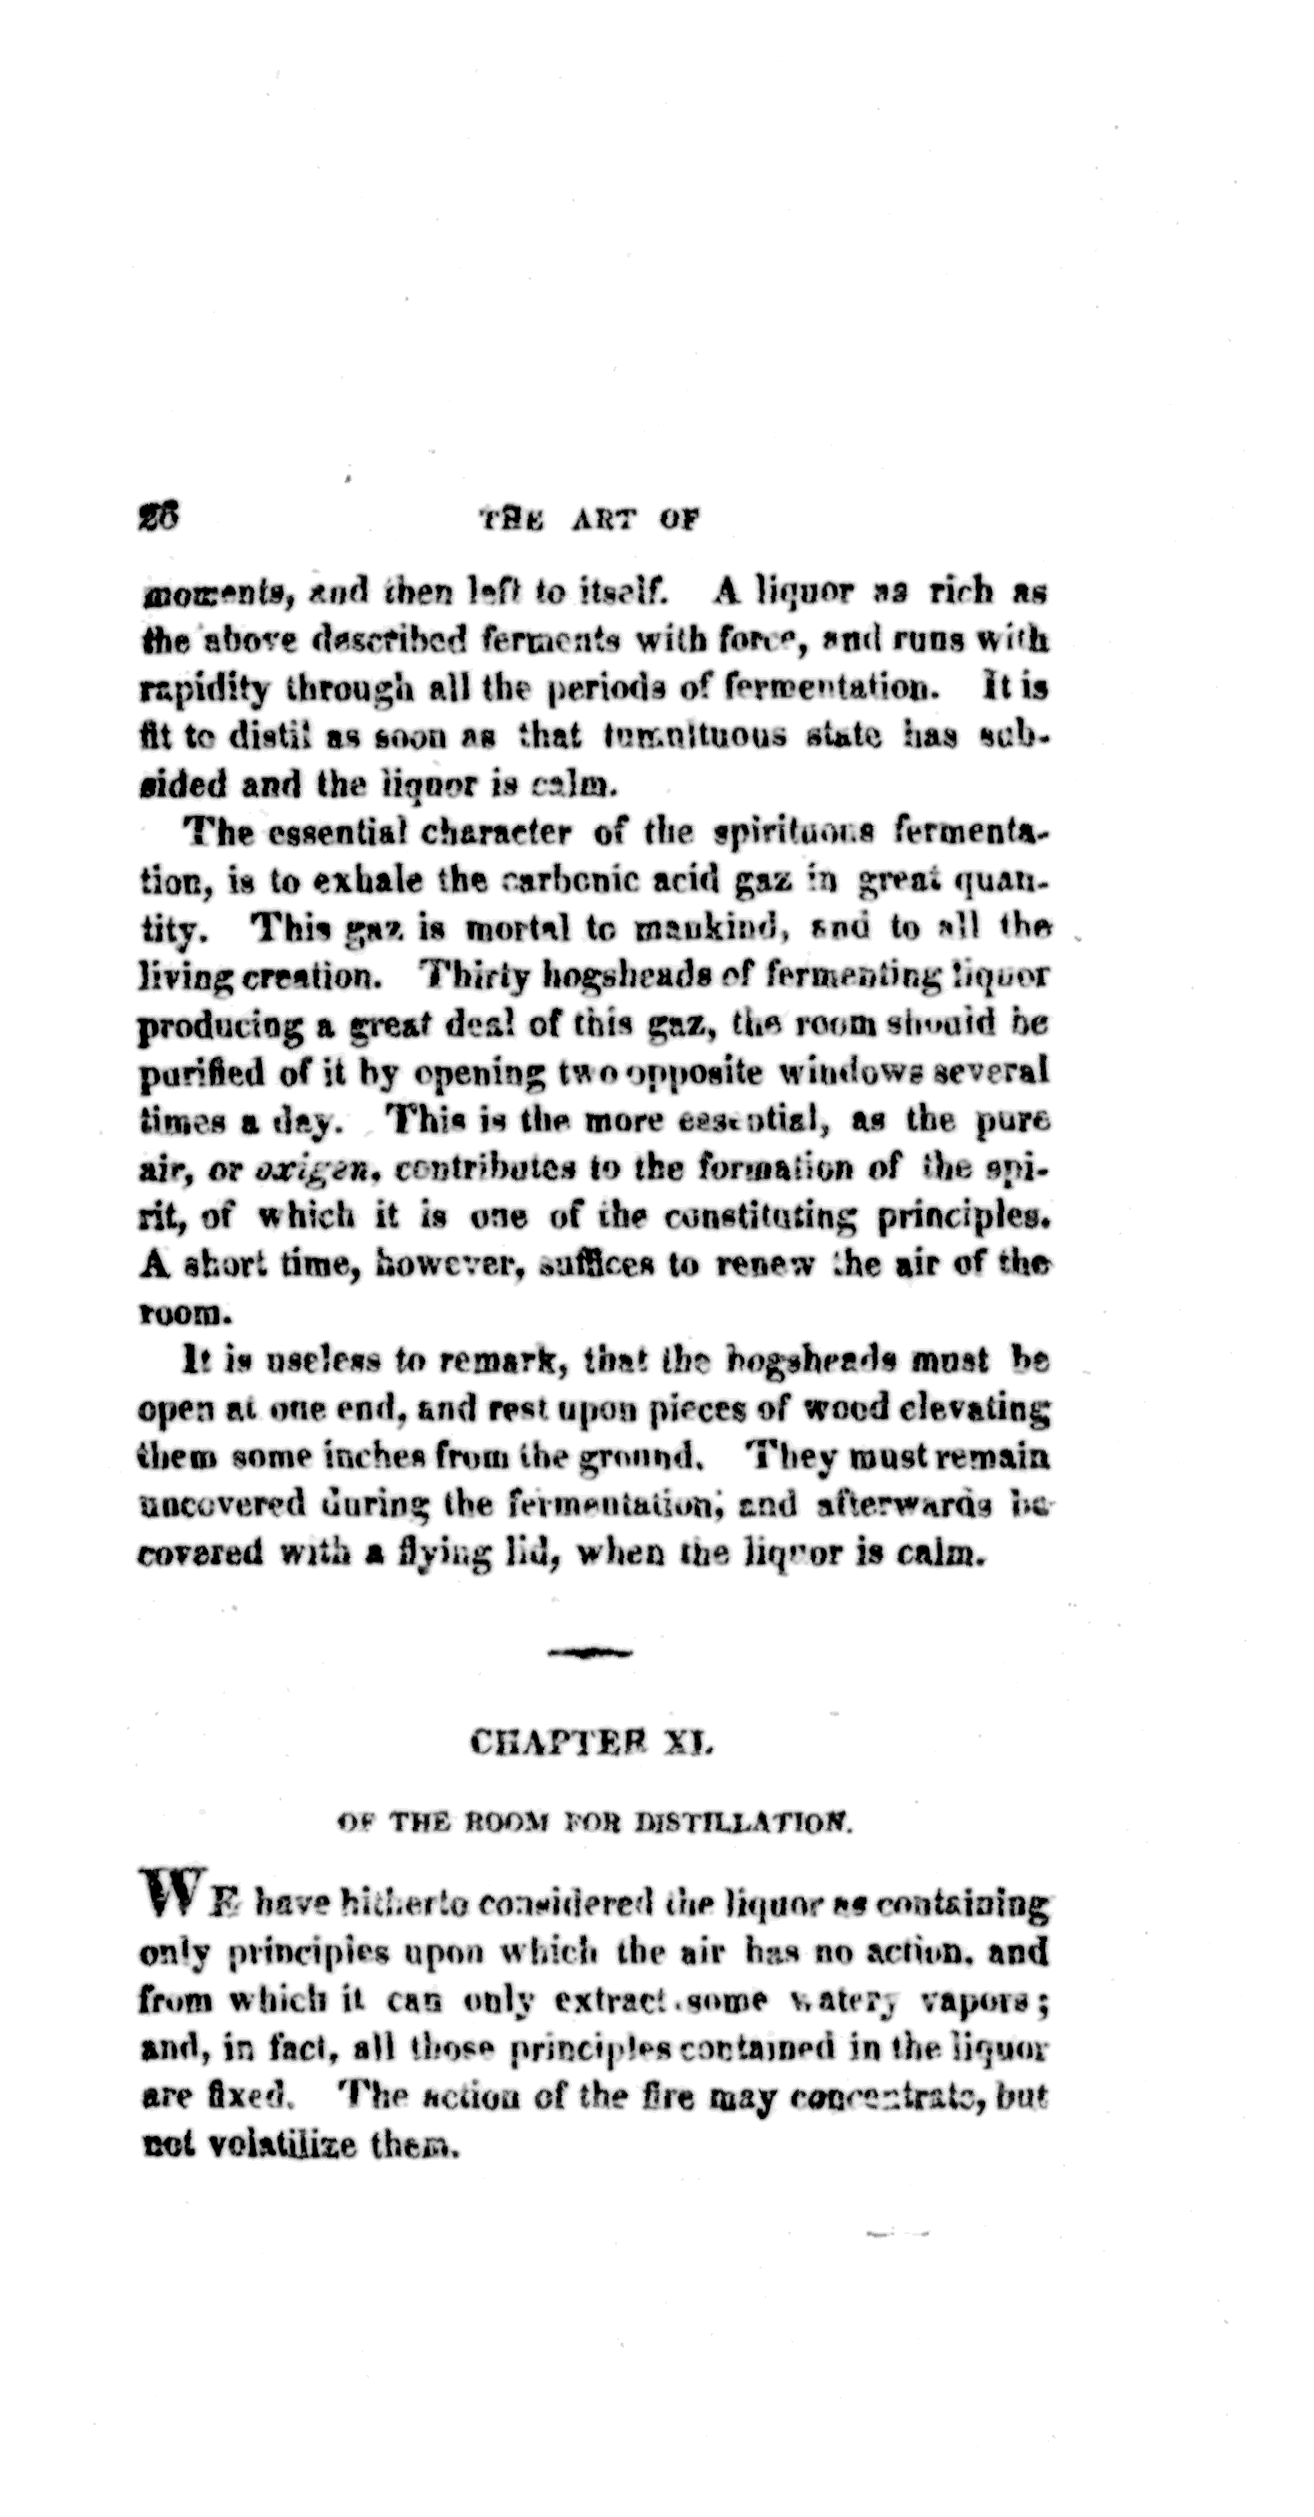 26 THE ART OF
moments, and then left to itself. A liquor as rich as
the above described ferments with force, and runs with
rapidity through all the periods of fermentation. It is
fit to distil as soon as that tumultuous state has sub-
sided and the liquor is calm.
The essential character of the spirituous fermenta-
tion, is to exhale the carbonic acid gaz in great quan-
tity. This gaz is mortal to mankind, and to all the
living creation. Thirty hogsheads of fermenting liquor
producing a great deal of this gaz, the room should be
purified of it by opening two opposite windows several
times a day. This is the more essential, as the pure
air, or oxigen, contributes to the formation of the spi-
rit, of which it is one of the constituting principles.
A short time, however, suffices to renew the air of the
room.
It is useless to remark, that the hogsheads must be
open at one end, and rest upon pieces of wood elevating
them some inches from the ground. They must remain
uncovered during the fermentation; and afterwards be
covered with a flying lid, when the liquor is calm.
CHAPTER XI.
OF THE ROOM FOR DISTILLATION.
WE have hitherto considered the liquor as containing
only principles upon which the air has no action, and
from which it can only extract some watery vapors;
and, in fact, all those principles contained in the liquor
are fixed. The action of the fire may concentrate, but
not volatilize them.